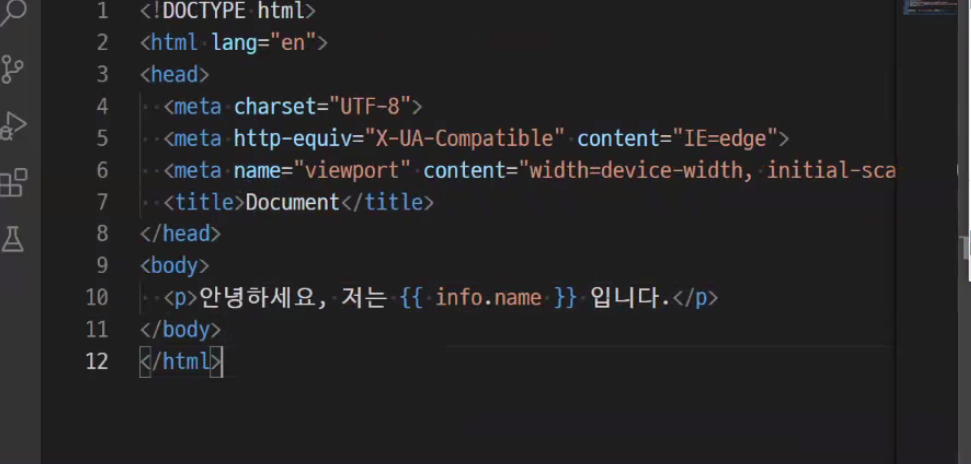 1 <!DOCTYPE html>
2 <html lang="en">
3 <head>
4 <meta charset="UTF-8">
5 <meta http-equiv="X-UA-Compatible" content="IE=edge">
6 <meta name="viewport" content="width=device-width, initial-sca
7 <title>Document</title>
8 </head>
9 <body>
10 <p>안녕하세요, 저는 {{ info.name }} 입니다.</p>
11 </body>
12 </html>